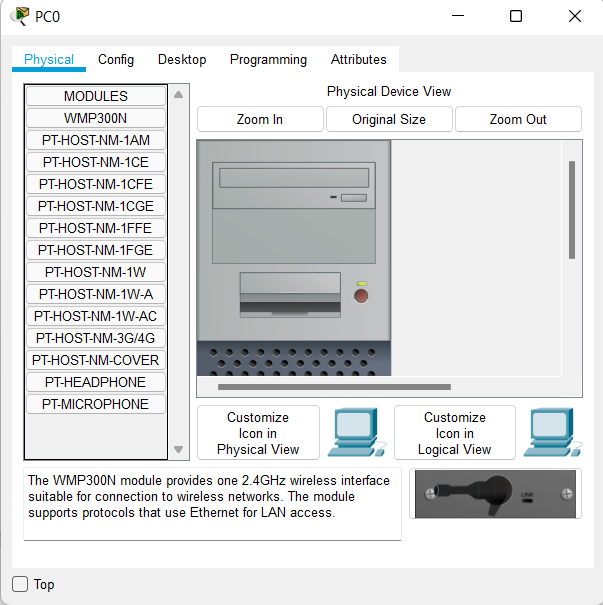 PC0
Physical
Config
Desktop
Programming
Attributes
MODULES
WMP300N
PT-HOST-NM-1AM
PT-HOST-NM-1CE
PT-HOST-NM-1CFE
PT-HOST-NM-1CGE
PT-HOST-NM-1FFE
PT-HOST-NM-1FGE
PT-HOST-NM-1W
PT-HOST-NM-1W-A
PT-HOST-NM-1W-AC
PT-HOST-NM-3G/4G
PT-HOST-NM-COVER
PT-HEADPHONE
PT-MICROPHONE
Physical Device View
Zoom In
Original Size
Zoom Out
Customize
Icon in
Physical View
Customize
Icon in
Logical View
The WMP300N module provides one 2.4GHz wireless interface
suitable for connection to wireless networks. The module
supports protocols that use Ethernet for LAN access.
LINK
Top